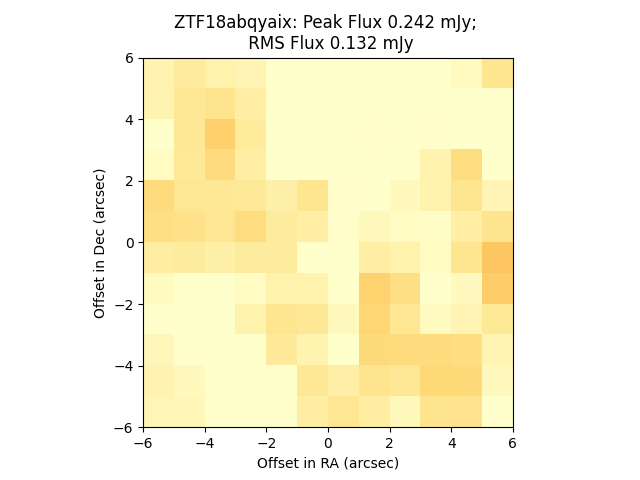 ZTF18abqyaix: Peak Flux 0.242 mJy;
RMS Flux 0.132 mJy
6
4
2
0
−2
−4
−6
Offset in Dec (arcsec)
−6 −4 −2 0 2 4 6
Offset in RA (arcsec)